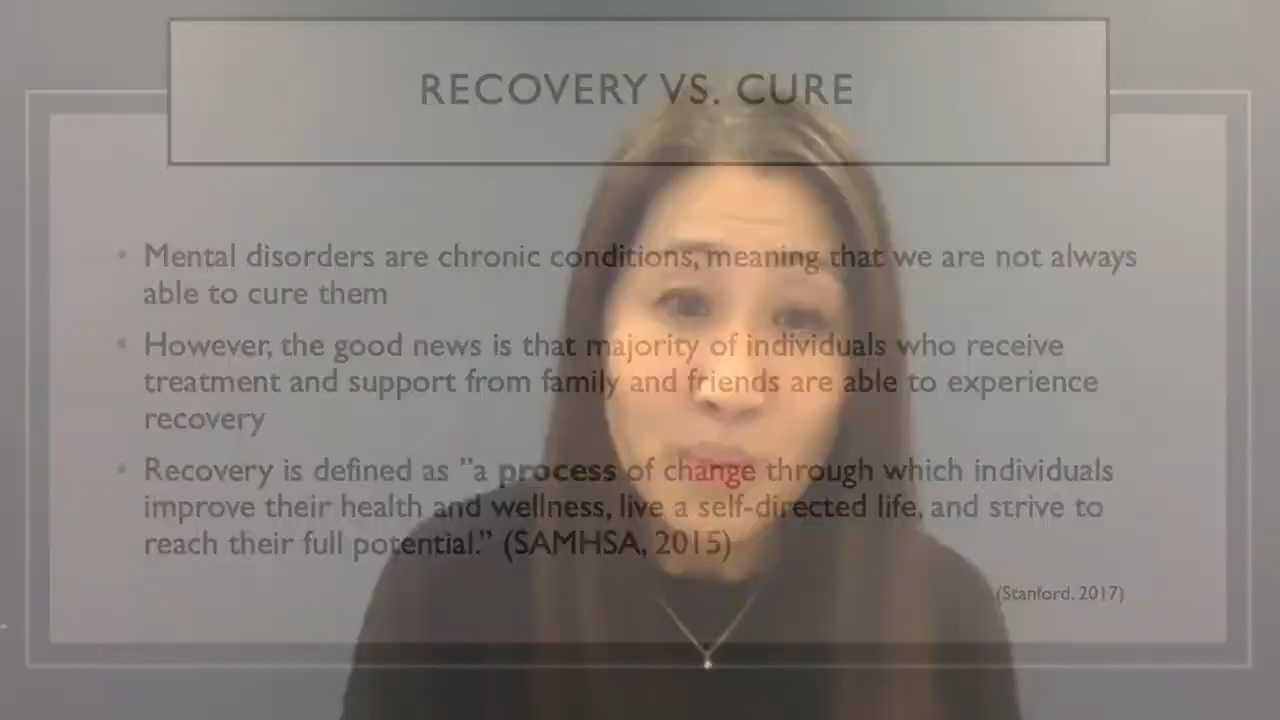 RECOVERY VS. CURE
• Mental disorders are chronic conditions, meaning that we are not always
able to cure them
• However, the good news is that majority of individuals who receive
treatment and support from family and friends are able to experience
recovery
• Recovery is defined as ”a process of change through which individuals
improve their health and wellness, live a self-directed life, and strive to
reach their full potential.” (SAMHSA, 2015)
(Stanford. 2017)